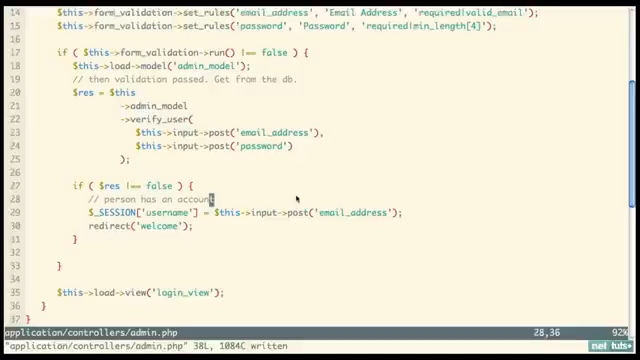 14 $this->form_validation->set_rules('email_address', 'Email Address', 'required|valid_email');
15 $this->form_validation->set_rules('password', 'Password', 'required|min_length[4]');
16
17 if ( $this->form_validation->run() !== false ) {
18 $this->load->model('admin_model');
19 // then validation passed. Get from the db.
20 $res = $this
21 ->admin_model
22 ->verify_user(
23 $this->input->post('email_address'),
24 $this->input->post('password')
25 );
26
27 if ( $res !== false ) {
28 // person has an account
29 $_SESSION['username'] = $this->input->post('email_address');
30 redirect('welcome');
31 }
32
33 }
34
35 $this->load->view('login_view');
36 }
37 }
application/controllers/admin.php 28,36 92%
"application/controllers/admin.php" 38L, 1084C written
net tuts+